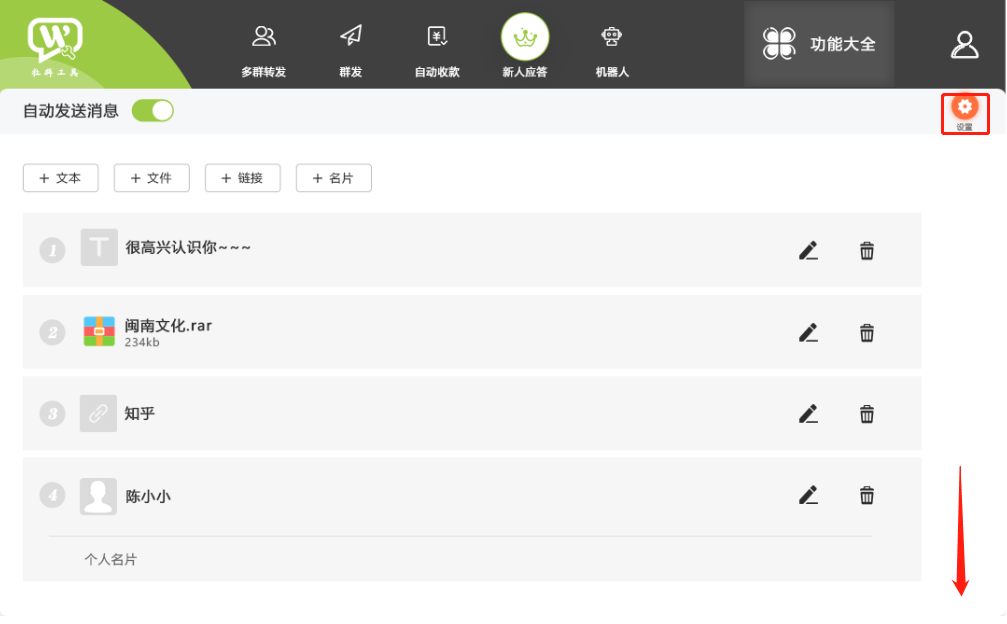 W
牡蛎工具
多群转发
群发
自动收款
新人应答
机器人
功能大全
自动发送消息
设置
+ 文本
+ 文件
+ 链接
+ 名片
1
T
很高兴认识你~~~
2
闽南文化.rar
234kb
3
知乎
4
陈小小
个人名片